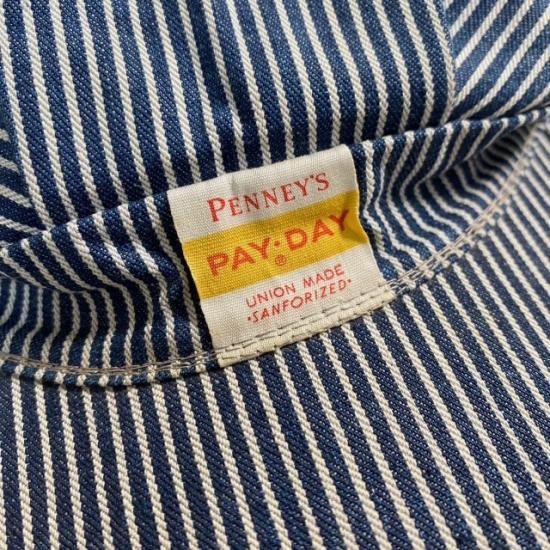 PENNEY'S
PAY·DAY
®
UNION MADE
·SANFORIZED·